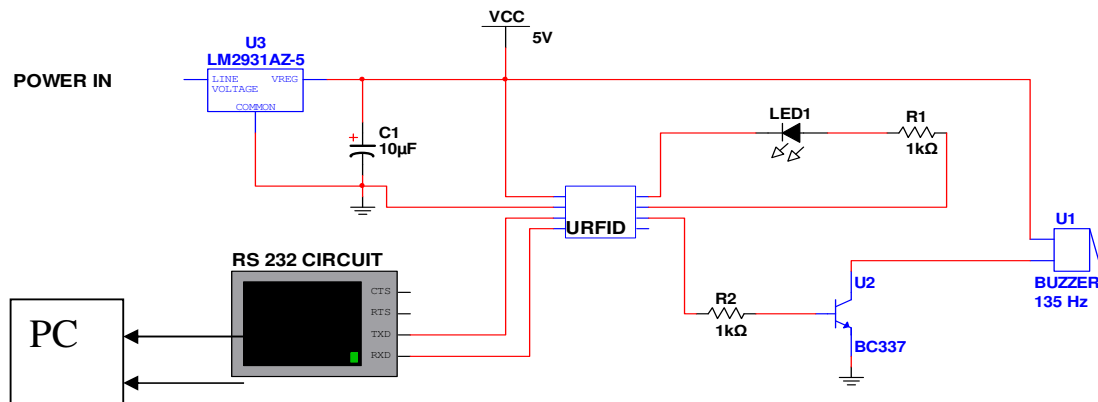 VCC
5V
U3
LM2931AZ-5
POWER IN
LINE VREG
VOLTAGE
COMMON
C1
10µF
LED1
R1
1kΩ
URFID
U1
BUZZER
135 Hz
RS 232 CIRCUIT
CTS
RTS
TXD
RXD
PC
R2
1kΩ
U2
BC337